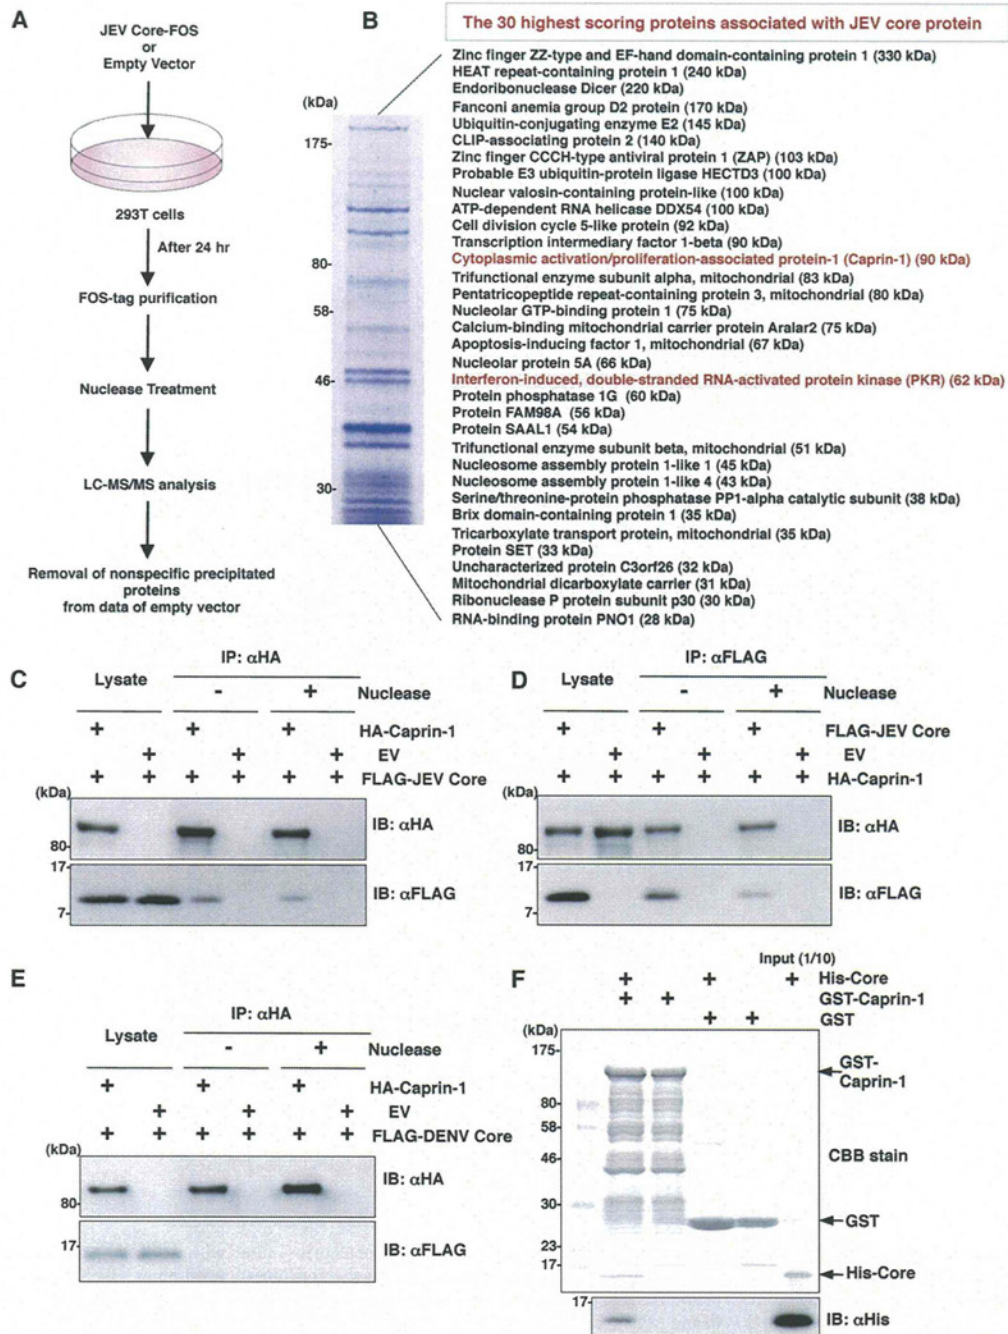 A
JEV Core-FOS
or
Empty Vector
293T cells
After 24 hr
FOS-tag purification
Nuclease Treatment
LC-MS/MS analysis
Removal of nonspecific precipitated
proteins
from data of empty vector
B
The 30 highest scoring proteins associated with JEV core protein
(kDa)
175-
80-
58-
46-
30-
Zinc finger ZZ-type and EF-hand domain-containing protein 1 (330 kDa)
HEAT repeat-containing protein 1 (240 kDa)
Endoribonuclease Dicer (220 kDa)
Fanconi anemia group D2 protein (170 kDa)
Ubiquitin-conjugating enzyme E2 (145 kDa)
CLIP-associating protein 2 (140 kDa)
Zinc finger CCCH-type antiviral protein 1 (ZAP) (103 kDa)
Probable E3 ubiquitin-protein ligase HECTD3 (100 kDa)
Nuclear valosin-containing protein-like (100 kDa)
ATP-dependent RNA helicase DDX54 (100 kDa)
Cell division cycle 5-like protein (92 kDa)
Transcription intermediary factor 1-beta (90 kDa)
Cytoplasmic activation/proliferation-associated protein-1 (Caprin-1) (90 kDa)
Trifunctional enzyme subunit alpha, mitochondrial (83 kDa)
Pentatricopeptide repeat-containing protein 3, mitochondrial (80 kDa)
Nucleolar GTP-binding protein 1 (75 kDa)
Calcium-binding mitochondrial carrier protein Aralar2 (75 kDa)
Apoptosis-inducing factor 1, mitochondrial (67 kDa)
Nucleolar protein 5A (66 kDa)
Interferon-induced, double-stranded RNA-activated protein kinase (PKR) (62 kDa)
Protein phosphatase 1G (60 kDa)
Protein FAM98A (56 kDa)
Protein SAAL1 (54 kDa)
Trifunctional enzyme subunit beta, mitochondrial (51 kDa)
Nucleosome assembly protein 1-like 1 (45 kDa)
Nucleosome assembly protein 1-like 4 (43 kDa)
Serine/threonine-protein phosphatase PP1-alpha catalytic subunit (38 kDa)
Brix domain-containing protein 1 (35 kDa)
Tricarboxylate transport protein, mitochondrial (35 kDa)
Protein SET (33 kDa)
Uncharacterized protein C3orf26 (32 kDa)
Mitochondrial dicarboxylate carrier (31 kDa)
Ribonuclease P protein subunit p30 (30 kDa)
RNA-binding protein PNO1 (28 kDa)
C
IP: αHA
Lysate - + Nuclease
+ + + HA-Caprin-1
+ + + EV
+ + + + + + FLAG-JEV Core
(kDa)
80-
IB: αHA
17-
7-
IB: αFLAG
D
IP: αFLAG
Lysate - + Nuclease
+ + + FLAG-JEV Core
+ + + EV
+ + + + + + HA-Caprin-1
(kDa)
80-
IB: αHA
17-
7-
IB: αFLAG
E
IP: αHA
Lysate - + Nuclease
+ + + HA-Caprin-1
+ + + EV
+ + + + + + FLAG-DENV Core
(kDa)
80-
IB: αHA
17-
IB: αFLAG
F
Input (1/10)
+ + + His-Core
+ + GST-Caprin-1
+ + GST
(kDa)
175-
80-
58-
46-
30-
23-
17-
GST-
Caprin-1
CBB stain
GST
His-Core
17-
IB: αHis